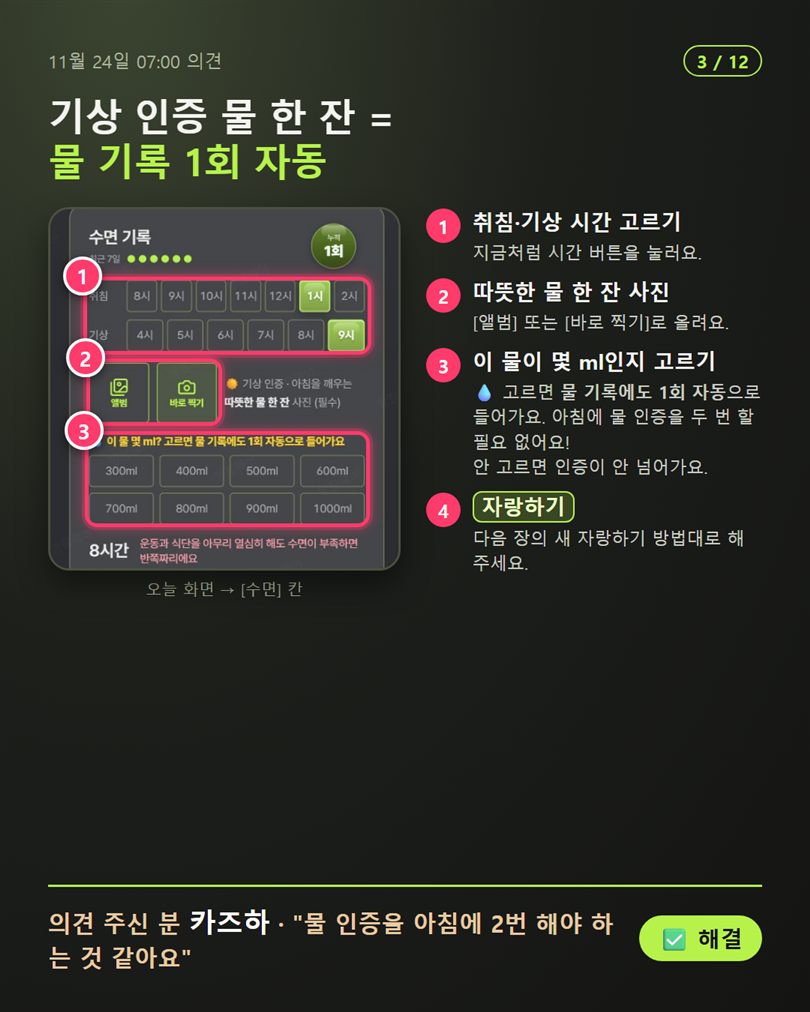 11월 24일 07:00 의견
3 / 12
기상 인증 물 한 잔 =
물 기록 1회 자동
수면 기록
최근 7일
누적
1회
1
취침 8시 9시 10시 11시 12시 1시 2시
기상 4시 5시 6시 7시 8시 9시
2
앨범
바로 찍기
기상 인증 · 아침을 깨우는
따뜻한 물 한 잔 사진 (필수)
3
이 물 몇 ml? 고르면 물 기록에도 1회 자동으로 들어가요
300ml 400ml 500ml 600ml
700ml 800ml 900ml 1000ml
8시간
운동과 식단을 아무리 열심히 해도 수면이 부족하면
반쪽짜리에요
오늘 화면 → [수면] 칸
1 취침·기상 시간 고르기
지금처럼 시간 버튼을 눌러요.
2 따뜻한 물 한 잔 사진
[앨범] 또는 [바로 찍기]로 올려요.
3 이 물이 몇 ml인지 고르기
💧 고르면 물 기록에도 1회 자동으로
들어가요. 아침에 물 인증을 두 번 할
필요 없어요!
안 고르면 인증이 안 넘어가요.
4 자랑하기
다음 장의 새 자랑하기 방법대로 해
주세요.
의견 주신 분 카즈하 · "물 인증을 아침에 2번 해야 하
는 것 같아요"
✅ 해결